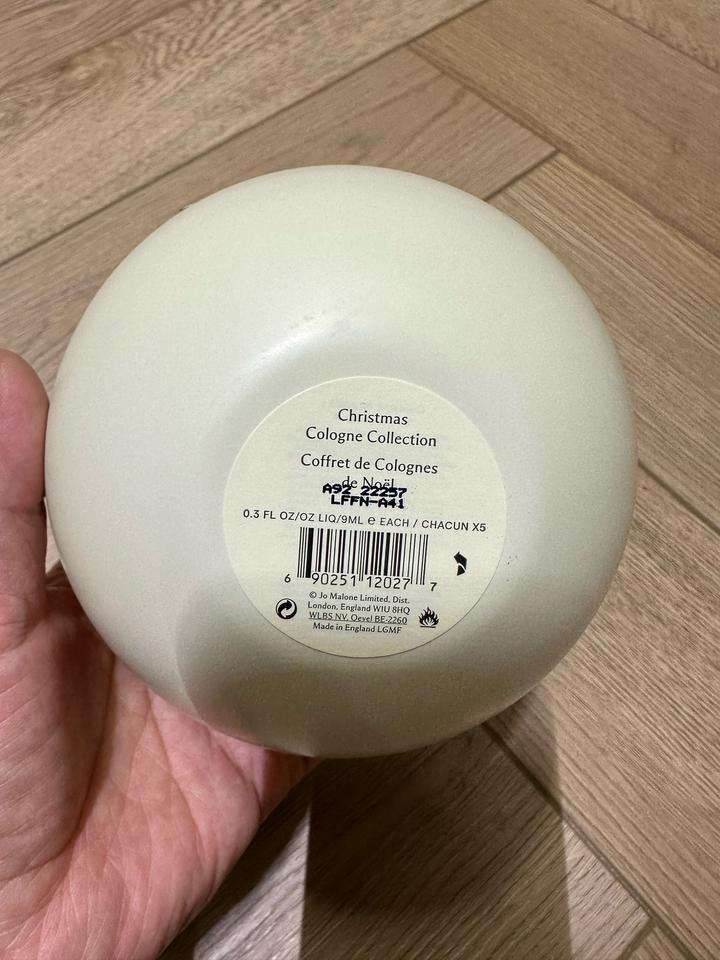 Christmas
Cologne Collection
Coffret de Colognes
de Noël
A92 22257
LFFN-A41
0.3 FL OZ/OZ LIQ/9ML e EACH / CHACUN X5
6 90251 12027 7
© Jo Malone Limited, Dist.
London, England W1U 8HQ
WLBS NV, Oevel BE-2260
Made in England LGMF